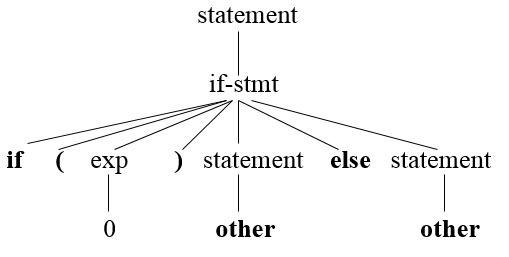 statement
if-stmt
if ( exp ) statement else statement
0 other other